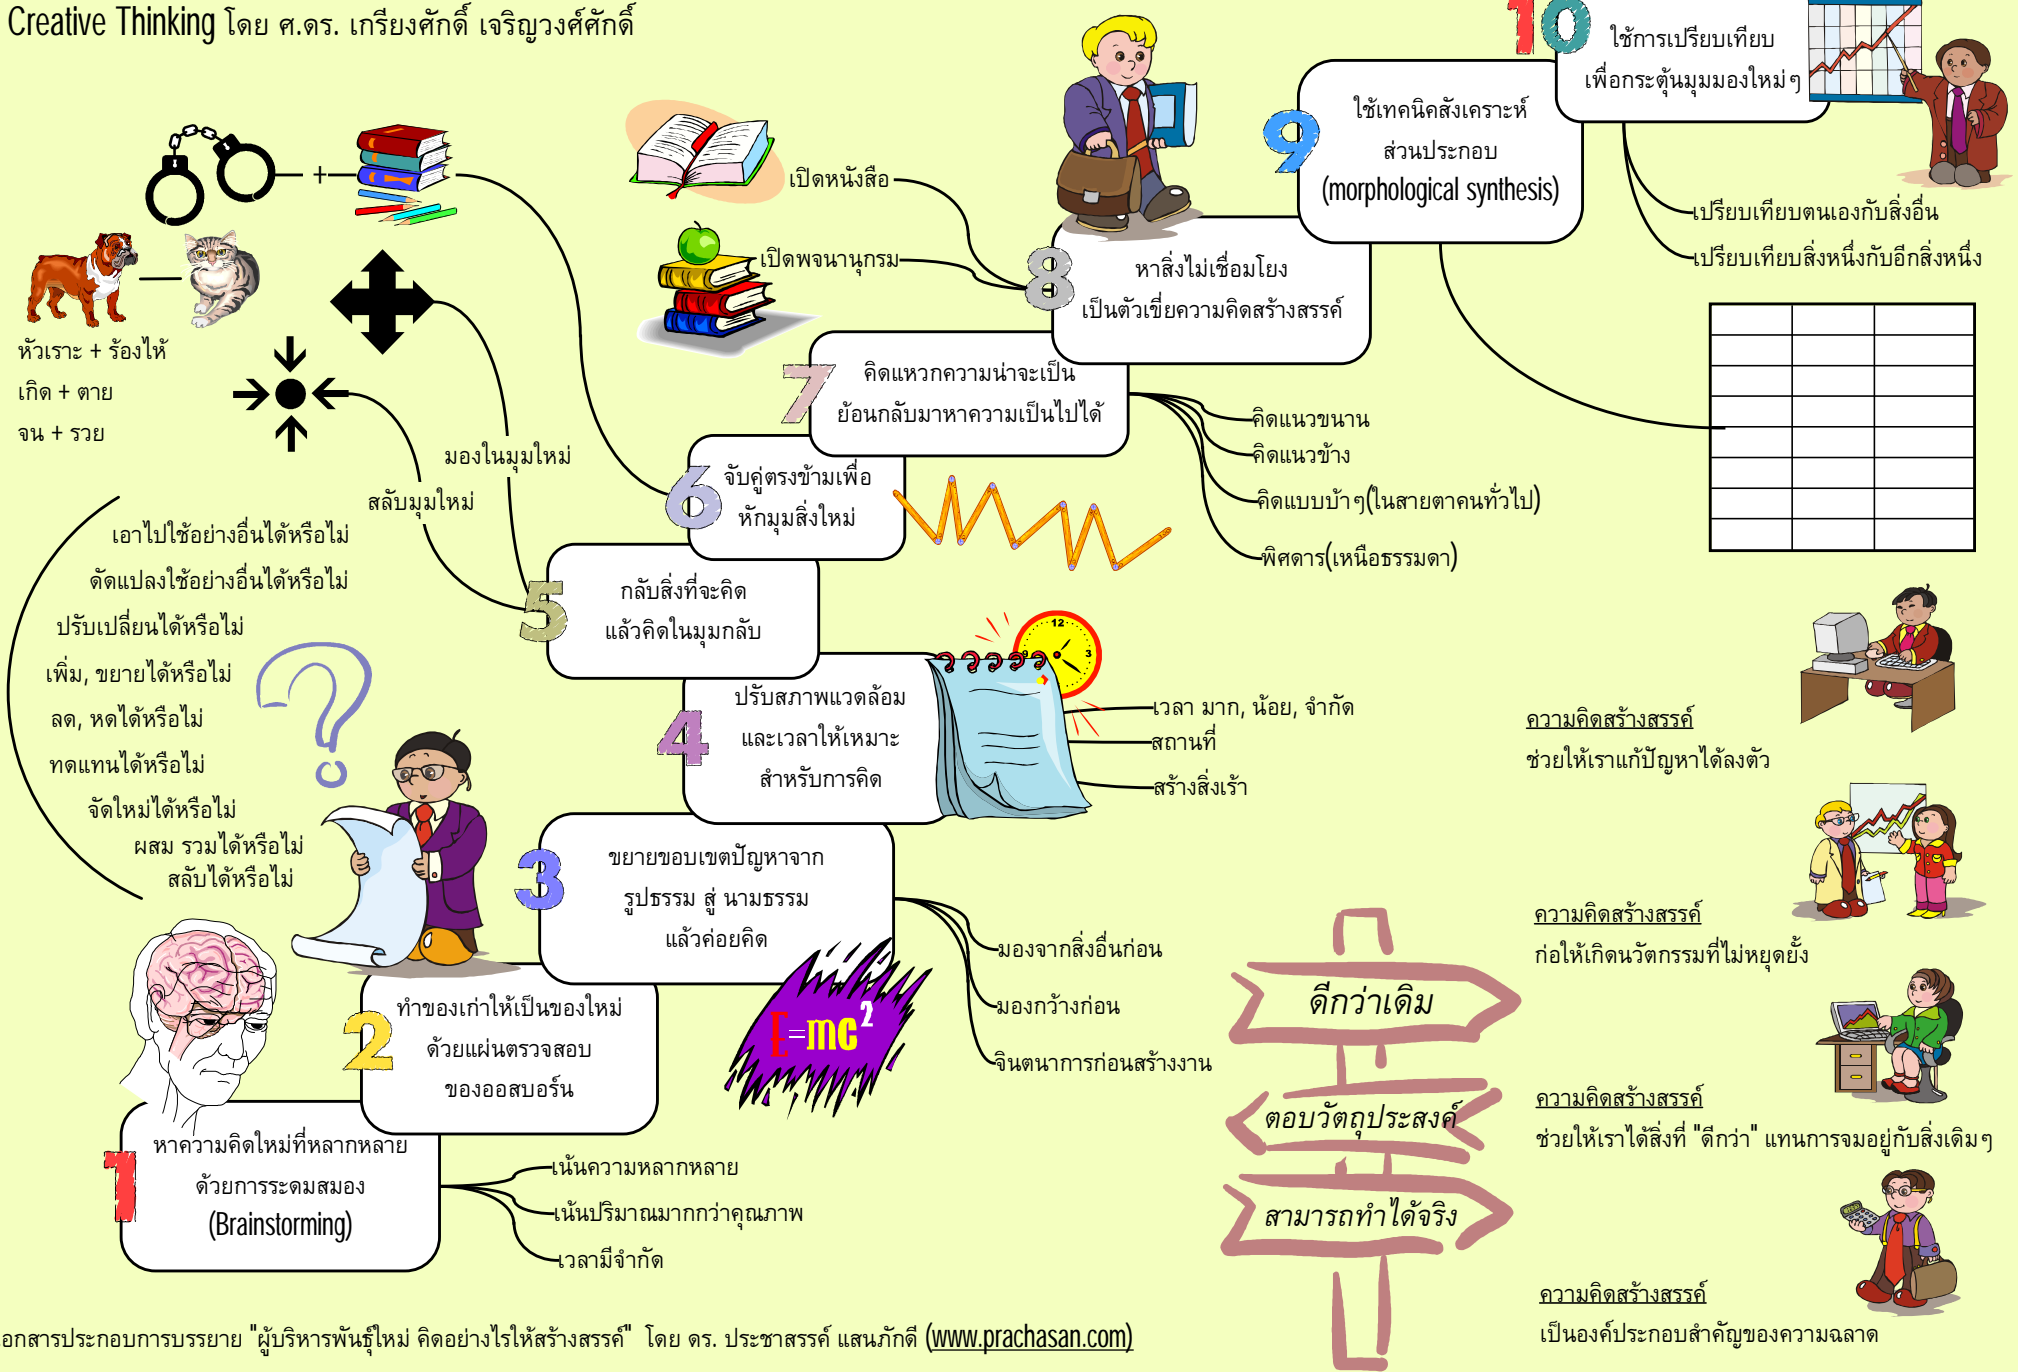 Creative Thinking โดย ศ.ดร. เกรียงศักดิ์ เจริญวงศ์ศักดิ์
10
ใช้การเปรียบเทียบ
เพื่อกระตุ้นมุมมองใหม่ๆ
เปรียบเทียบตนเองกับสิ่งอื่น
เปรียบเทียบสิ่งหนึ่งกับอีกสิ่งหนึ่ง
9
ใช้เทคนิคสังเคราะห์
ส่วนประกอบ
(morphological synthesis)
8
หาสิ่งไม่เชื่อมโยง
เป็นตัวเขี่ยความคิดสร้างสรรค์
เปิดหนังสือ
เปิดพจนานุกรม
7
คิดแหวกความน่าจะเป็น
ย้อนกลับมาหาความเป็นไปได้
คิดแนวขนาน
คิดแนวข้าง
คิดแบบบ้าๆ(ในสายตาคนทั่วไป)
พิศดาร(เหนือธรรมดา)
6
จับคู่ตรงข้ามเพื่อ
หักมุมสิ่งใหม่
+
หัวเราะ + ร้องไห้
เกิด + ตาย
จน + รวย
5
กลับสิ่งที่จะคิด
แล้วคิดในมุมกลับ
มองในมุมใหม่
สลับมุมใหม่
4
ปรับสภาพแวดล้อม
และเวลาให้เหมาะ
สำหรับการคิด
12
9
3
เวลา มาก, น้อย, จำกัด
สถานที่
สร้างสิ่งเร้า
3
ขยายขอบเขตปัญหาจาก
รูปธรรม สู่ นามธรรม
แล้วค่อยคิด
E=mc2
มองจากสิ่งอื่นก่อน
มองกว้างก่อน
จินตนาการก่อนสร้างงาน
2
ทำของเก่าให้เป็นของใหม่
ด้วยแผ่นตรวจสอบ
ของออสบอร์น
เอาไปใช้อย่างอื่นได้หรือไม่
ดัดแปลงใช้อย่างอื่นได้หรือไม่
ปรับเปลี่ยนได้หรือไม่
เพิ่ม, ขยายได้หรือไม่
ลด, หดได้หรือไม่
ทดแทนได้หรือไม่
จัดใหม่ได้หรือไม่
ผสม รวมได้หรือไม่
สลับได้หรือไม่
?
1
หาความคิดใหม่ที่หลากหลาย
ด้วยการระดมสมอง
(Brainstorming)
เน้นความหลากหลาย
เน้นปริมาณมากกว่าคุณภาพ
เวลามีจำกัด
ดีกว่าเดิม
ตอบวัตถุประสงค์
สามารถทำได้จริง
ความคิดสร้างสรรค์
ช่วยให้เราแก้ปัญหาได้ลงตัว
ความคิดสร้างสรรค์
ก่อให้เกิดนวัตกรรมที่ไม่หยุดยั้ง
ความคิดสร้างสรรค์
ช่วยให้เราได้สิ่งที่ "ดีกว่า" แทนการจมอยู่กับสิ่งเดิมๆ
ความคิดสร้างสรรค์
เป็นองค์ประกอบสำคัญของความฉลาด
อกสารประกอบการบรรยาย "ผู้บริหารพันธุ์ใหม่ คิดอย่างไรให้สร้างสรรค์" โดย ดร. ประชาสรรค์ แสนภักดี (www.prachasan.com)